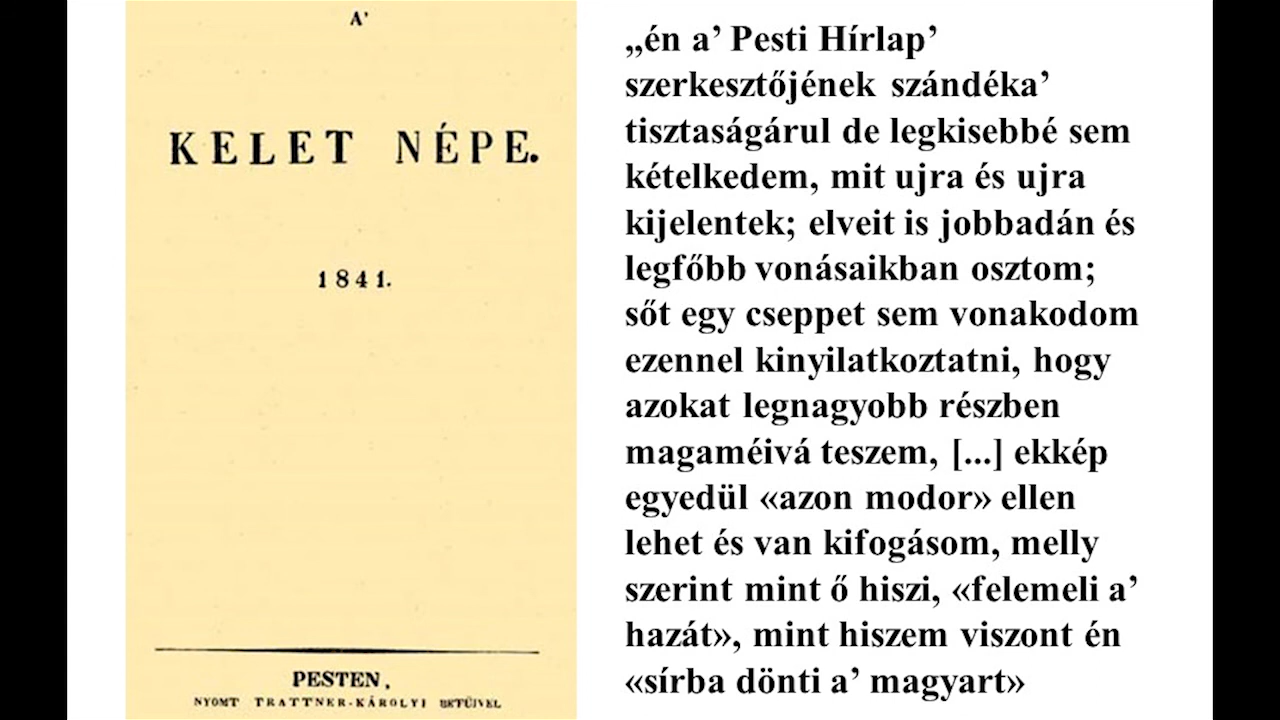 A’
KELET NÉPE.
1841.
PESTEN,
NYOMT TRATTNER-KÁROLYI BETŰIVEL
„én a’ Pesti Hírlap’
szerkesztőjének szándéka’
tisztaságárul de legkisebbé sem
kételkedem, mit ujra és ujra
kijelentek; elveit is jobbadán és
legfőbb vonásaikban osztom;
sőt egy cseppet sem vonakodom
ezennel kinyilatkoztatni, hogy
azokat legnagyobb részben
magaméivá teszem, [...] ekkép
egyedül «azon modor» ellen
lehet és van kifogásom, melly
szerint mint ő hiszi, «felemeli a’
hazát», mint hiszem viszont én
«sírba dönti a’ magyart»